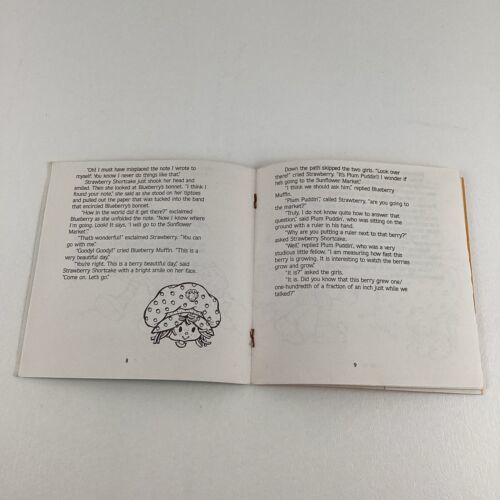 "Oh! I must have misplaced the note I wrote to
myself. You know I never do things like that."
Strawberry Shortcake just shook her head and
smiled. Then she looked at Blueberry's bonnet. "I think I
found your note," she said as she stood on her tiptoes
and pulled out the paper that was tucked into the band
that encircled Blueberry's bonnet.
"How in the world did it get there?" exclaimed
Blueberry as she unfolded the note. "Now I know where
I'm going. Look! It says, 'I will go to the Sunflower
Market.'"
"That's wonderful!" exclaimed Strawberry. "You can
go with me."
"Goody! Goody!" cried Blueberry Muffin. "This is a
very beautiful day."
"You're right. This is a berry beautiful day," said
Strawberry Shortcake with a bright smile on her face.
"Come on. Let's go."
8
Down the path skipped the two girls. "Look over
there!" cried Strawberry. "It's Plum Puddin'! I wonder if
he's going to the Sunflower Market."
"I think we should ask him," replied Blueberry
Muffin.
"Plum Puddin'," called Strawberry, "are you going to
the market?"
"Truly, I do not quite know how to answer that
question," said Plum Puddin', who was sitting on the
ground with a ruler in his hand.
"Why are you putting a ruler next to that berry?"
asked Strawberry Shortcake.
"Well," replied Plum Puddin', who was a very
studious little fellow, "I am measuring how fast this
berry is growing. It is interesting to watch the berries
grow and grow."
"It is?" asked the girls.
"It is. Did you know that this berry grew one/
one-hundredth of a fraction of an inch just while we
talked?"
9